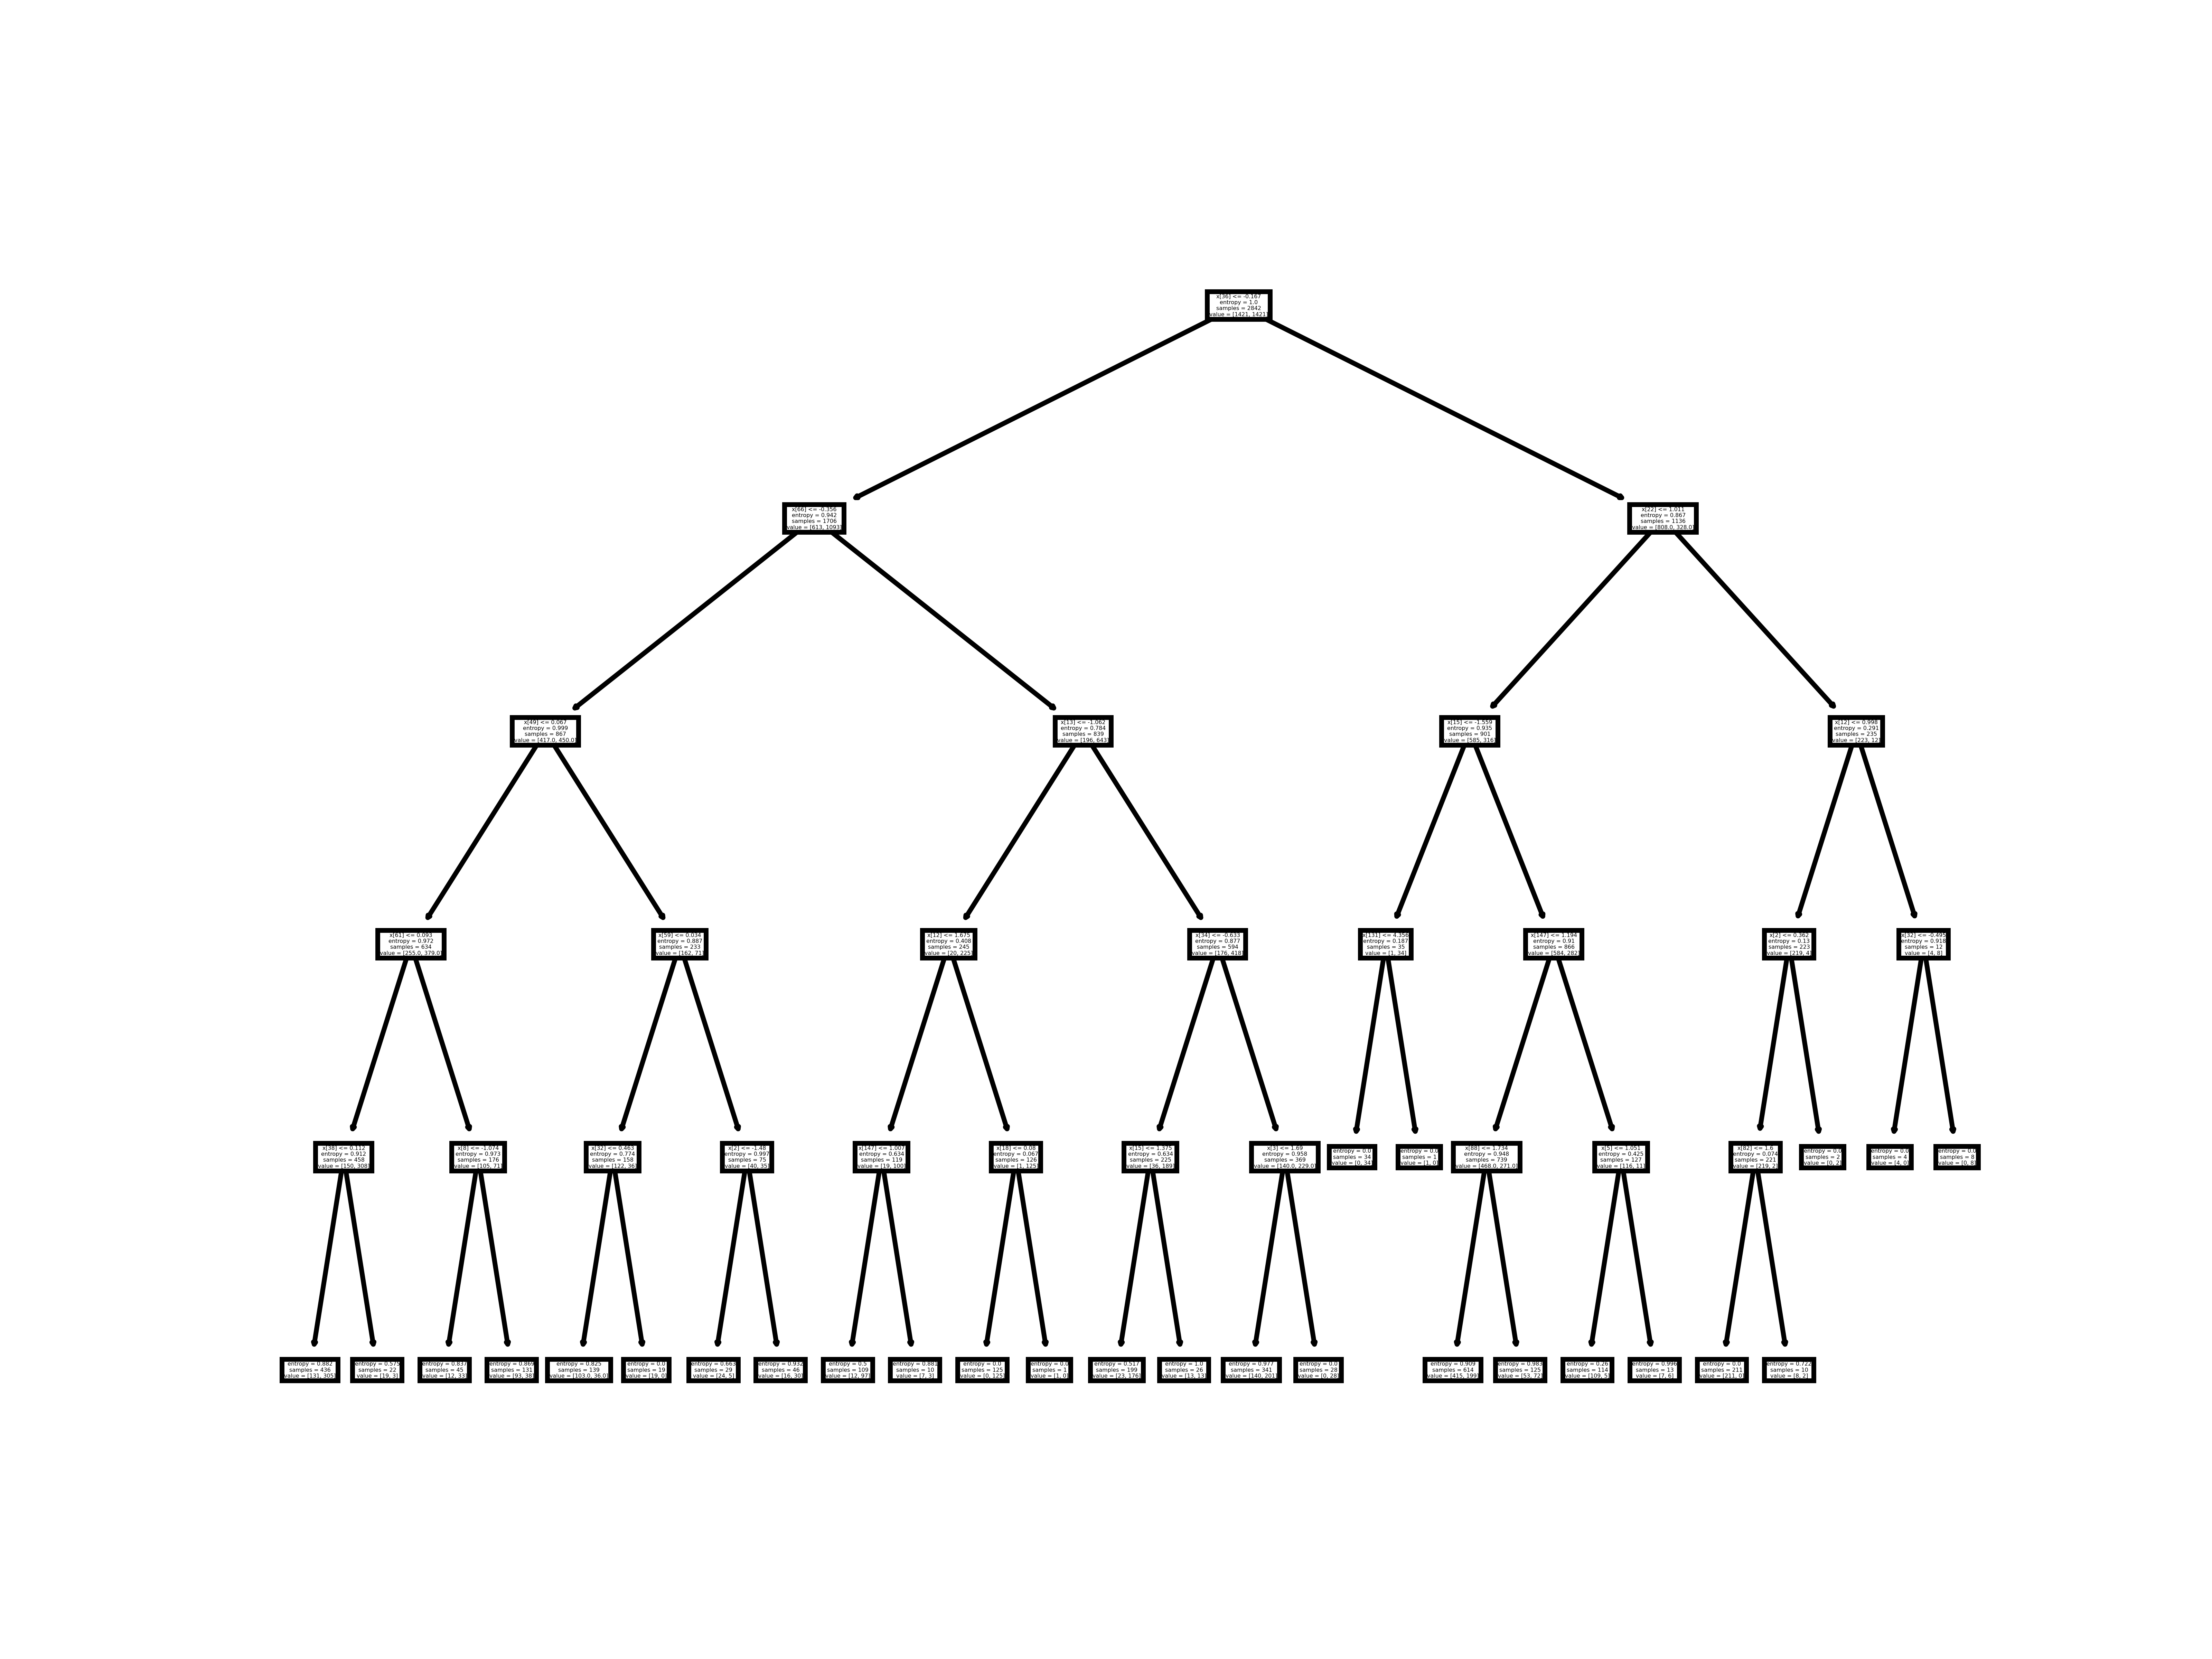 x[36] <= -0.167
entropy = 1.0
samples = 2842
value = [1421, 1421]
x[66] <= -0.356
entropy = 0.942
samples = 1706
value = [613, 1093]
x[22] <= 1.011
entropy = 0.867
samples = 1136
value = [808.0, 328.0]
x[49] <= 0.067
entropy = 0.999
samples = 867
value = [417.0, 450.0]
x[13] <= -1.062
entropy = 0.784
samples = 839
value = [196, 643]
x[15] <= -1.559
entropy = 0.935
samples = 901
value = [585, 316]
x[12] <= 0.998
entropy = 0.291
samples = 235
value = [223, 12]
x[61] <= 0.093
entropy = 0.972
samples = 634
value = [255.0, 379.0]
x[59] <= 0.034
entropy = 0.887
samples = 233
value = [162, 71]
x[12] <= 1.675
entropy = 0.408
samples = 245
value = [20, 225]
x[34] <= -0.633
entropy = 0.877
samples = 594
value = [176, 418]
x[131] <= 4.356
entropy = 0.187
samples = 35
value = [1, 34]
x[147] <= 1.194
entropy = 0.91
samples = 866
value = [584, 282]
x[2] <= 0.362
entropy = 0.13
samples = 223
value = [219, 4]
x[32] <= -0.495
entropy = 0.918
samples = 12
value = [4, 8]
x[38] <= 0.112
entropy = 0.912
samples = 458
value = [150, 308]
x[8] <= -1.074
entropy = 0.973
samples = 176
value = [105, 71]
<= 0.463
entropy = 0.774
samples = 158
value = [122, 36]
x[2] <= -1.48
entropy = 0.997
samples = 75
value = [40, 35]
x[147] <= 1.007
entropy = 0.634
samples = 119
value = [19, 100]
x[18]
entropy = 0.067
samples = 126
value = [1, 125]
x[15] <= 1.375
entropy = 0.634
samples = 225
value = [36, 189]
x[3] <= 1.69
entropy = 0.958
samples = 369
value = [140.0, 229.0]
entropy = 0.0
samples = 34
value = [0, 34]
entropy = 0.0
samples = 1
value = [1, 0]
x[88] <= 1.734
entropy = 0.948
samples = 739
value = [468.0, 271.0]
x[5] <= 1.051
entropy = 0.425
samples = 127
value = [116, 11]
x[82] <= 1.6
entropy = 0.074
samples = 221
value = [219, 2]
entropy = 0.0
samples = 2
value = [0, 2]
entropy = 0.0
samples = 4
value = [4, 0]
entropy = 0.0
samples = 8
value = [0, 8]
entropy = 0.882
samples = 436
value = [131, 305]
entropy = 0.575
samples = 22
value = [19, 3]
entropy = 0.837
samples = 45
value = [12, 33]
entropy = 0.869
samples = 131
value = [93, 38]
entropy = 0.825
samples = 139
value = [103.0, 36.0]
entropy = 0.0
samples = 19
value = [19, 0]
entropy = 0.663
samples = 29
value = [24, 5]
entropy = 0.932
samples = 46
value = [16, 30]
entropy = 0.5
samples = 109
value = [12, 97]
entropy = 0.881
samples = 10
value = [7, 3]
entropy = 0.0
samples = 125
value = [0, 125]
entropy = 0.0
samples = 1
value = [1, 0]
entropy = 0.517
samples = 199
value = [23, 176]
entropy = 1.0
samples = 26
value = [13, 13]
entropy = 0.977
samples = 341
value = [140, 201]
entropy = 0.0
samples = 28
value = [0, 28]
entropy = 0.909
samples = 614
value = [415, 199]
entropy = 0.983
samples = 125
value = [53, 72]
entropy = 0.26
samples = 114
value = [109, 5]
entropy = 0.996
samples = 13
value = [7, 6]
entropy = 0.0
samples = 211
value = [211, 0]
entropy = 0.722
samples = 10
value = [8, 2]